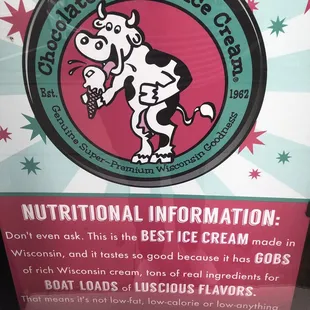 Chocolate
Ice Cream.
Est.
1962
Genuine Super-Premium Wisconsin Goodness
NUTRITIONAL INFORMATION:
Don't even ask. This is the BEST ICE CREAM made in
Wisconsin, and it tastes so good because it has GOBS
of rich Wisconsin cream, tons of real ingredients for
BOAT LOADS of LUSCIOUS FLAVORS.
That means it's not low-fat, low-calorie or low-anything